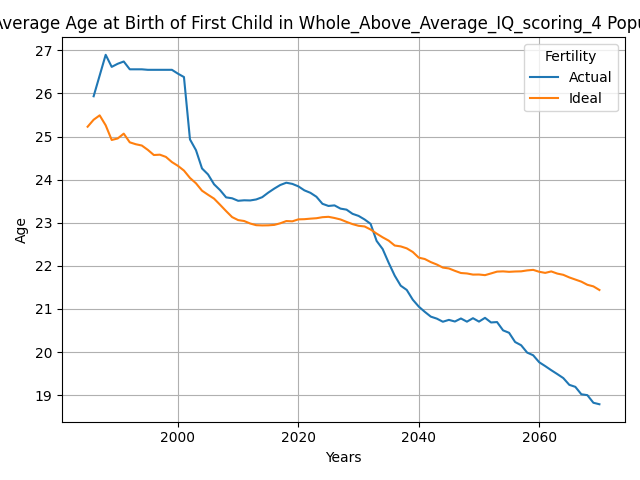 Average Age at Birth of First Child in Whole_Above_Average_IQ_scoring_4
Fertility
Actual
Ideal
27
26
25
24
23
22
21
20
19
Age
2000
2020
2040
2060
Years